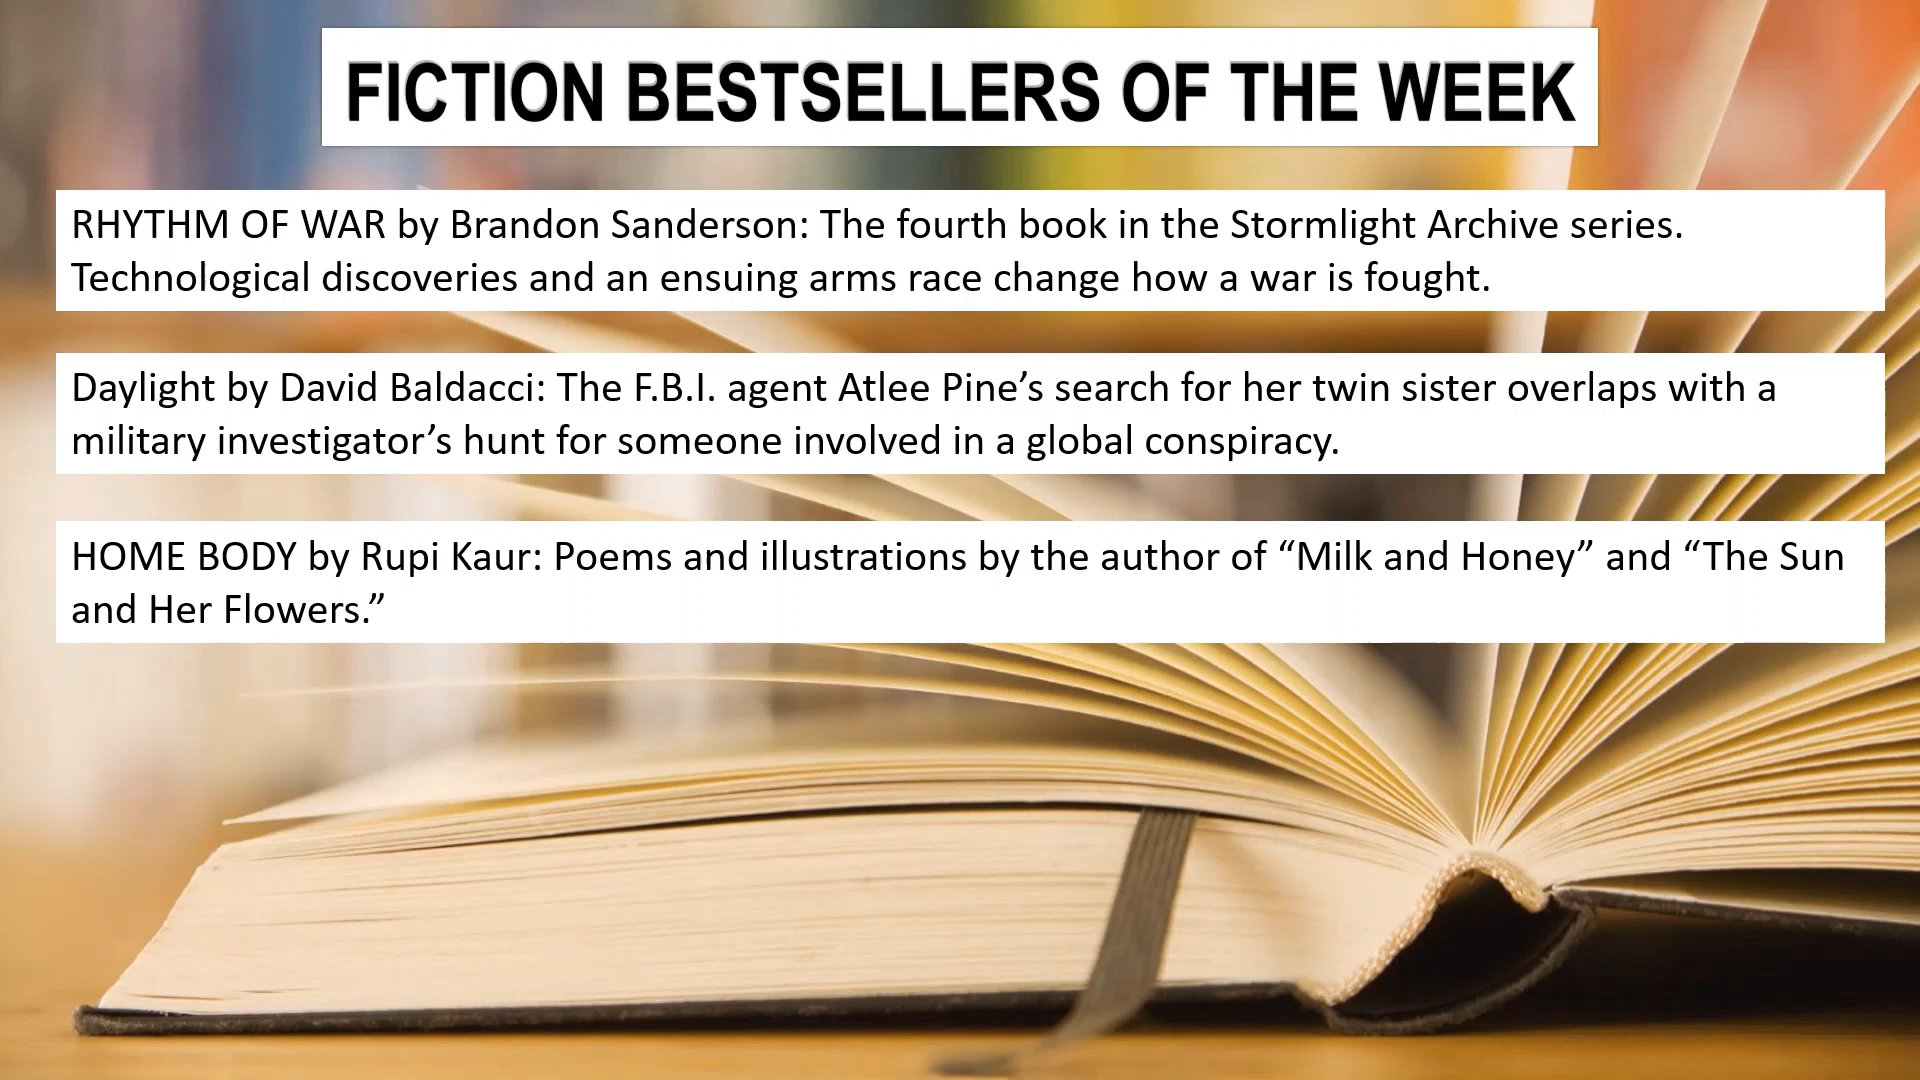 FICTION BESTSELLERS OF THE WEEK
RHYTHM OF WAR by Brandon Sanderson: The fourth book in the Stormlight Archive series.
Technological discoveries and an ensuing arms race change how a war is fought.
Daylight by David Baldacci: The F.B.I. agent Atlee Pine’s search for her twin sister overlaps with a
military investigator’s hunt for someone involved in a global conspiracy.
HOME BODY by Rupi Kaur: Poems and illustrations by the author of “Milk and Honey” and “The Sun
and Her Flowers.”